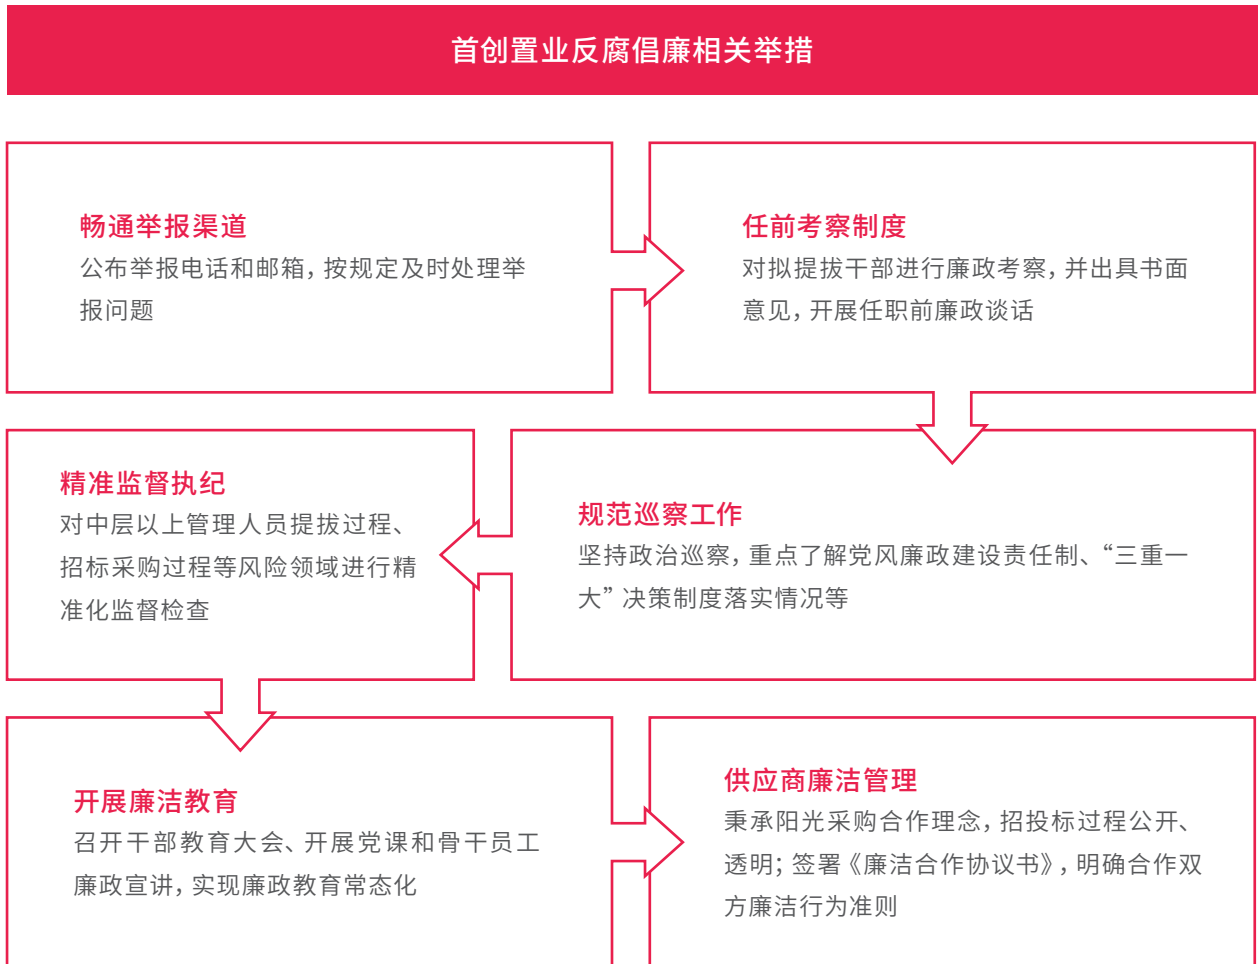 首创置业反腐倡廉相关举措
畅通举报渠道
公布举报电话和邮箱，按规定及时处理举
报问题
任前考察制度
对拟提拔干部进行廉政考察，并出具书面
意见，开展任职前廉政谈话
规范巡察工作
坚持政治巡察，重点了解党风廉政建设责任制、“三重一
大”决策制度落实情况等
精准监督执纪
对中层以上管理人员提拔过程、
招标采购过程等风险领域进行精
准化监督检查
开展廉洁教育
召开干部教育大会、开展党课和骨干员工
廉政宣讲，实现廉政教育常态化
供应商廉洁管理
秉承阳光采购合作理念，招投标过程公开、
透明；签署《廉洁合作协议书》，明确合作双
方廉洁行为准则